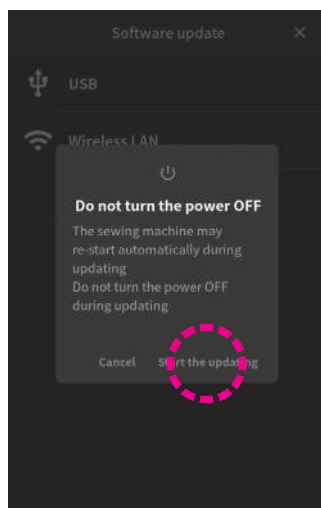 Software update
USB
Wireless LAN
Do not turn the power OFF
The sewing machine may
re-start automatically during
updating
Do not turn the power OFF
during updating
Cancel Start the updating